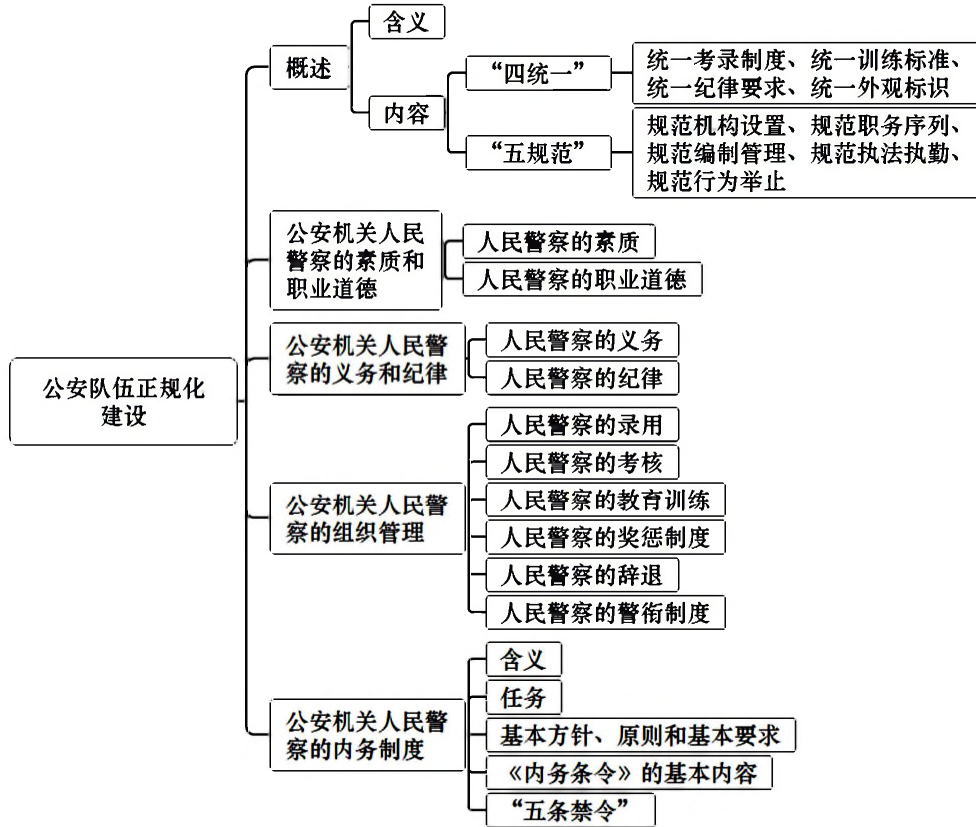 公安队伍正规化
建设
概述
含义
内容
“四统一”
统一考录制度、统一训练标准、
统一纪律要求、统一外观标识
“五规范”
规范机构设置、规范职务序列、
规范编制管理、规范执法执勤、
规范行为举止
公安机关人民
警察的素质和
职业道德
人民警察的素质
人民警察的职业道德
公安机关人民警
察的义务和纪律
人民警察的义务
人民警察的纪律
公安机关人民警
察的组织管理
人民警察的录用
人民警察的考核
人民警察的教育训练
人民警察的奖惩制度
人民警察的辞退
人民警察的警衔制度
公安机关人民警
察的内务制度
含义
任务
基本方针、原则和基本要求
《内务条令》的基本内容
“五条禁令”